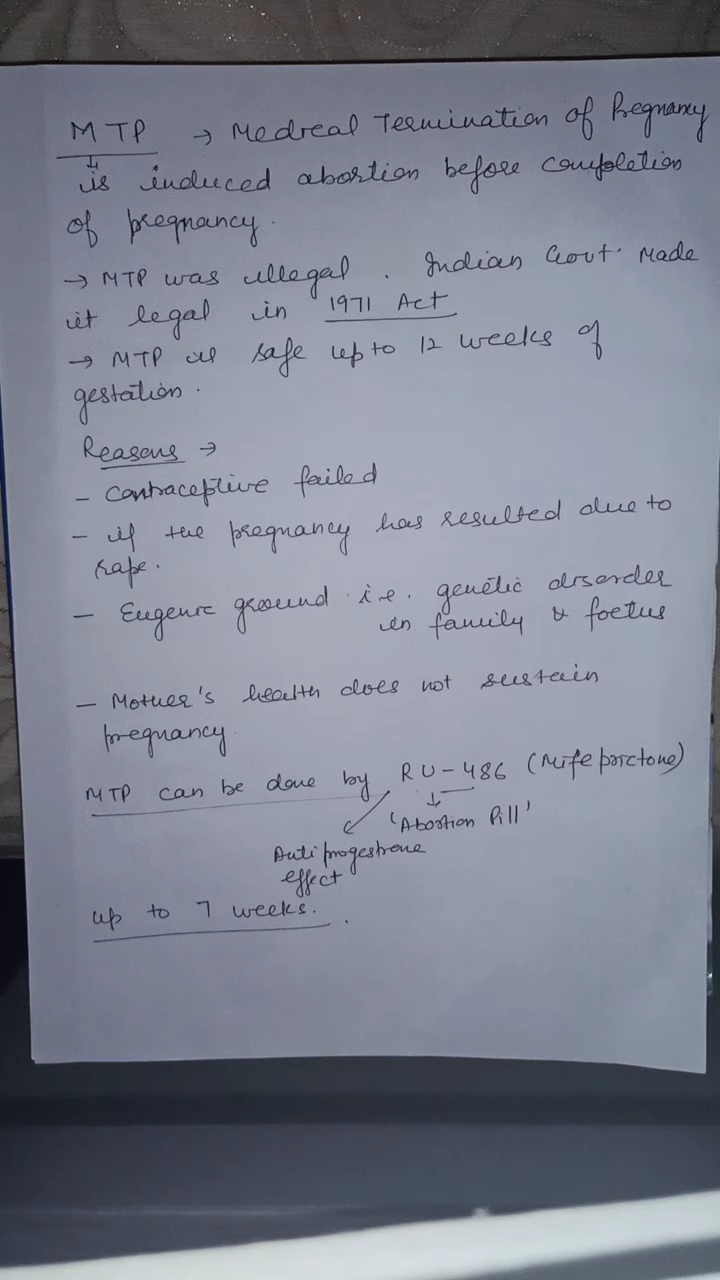 MTP → Medreal Termination of Pregnancy
↓ is induced abortion before completion
of pregnancy.
→ MTP was illegal. Indian Govt. Made
it legal in 1971 Act
→ MTP is safe up to 12 weeks of
gestation.
Reasons →
- Contraceptive failed
- if the pregnancy has resulted due to
rape.
- Eugenic ground i.e. genetic disorder
in family & foetus
- Mother's health does not sustain
pregnancy
MTP can be done by RU-486 (Mifeporctone)
↓
'Abortion Pill'
Anti progestrone
effect
up to 7 weeks.